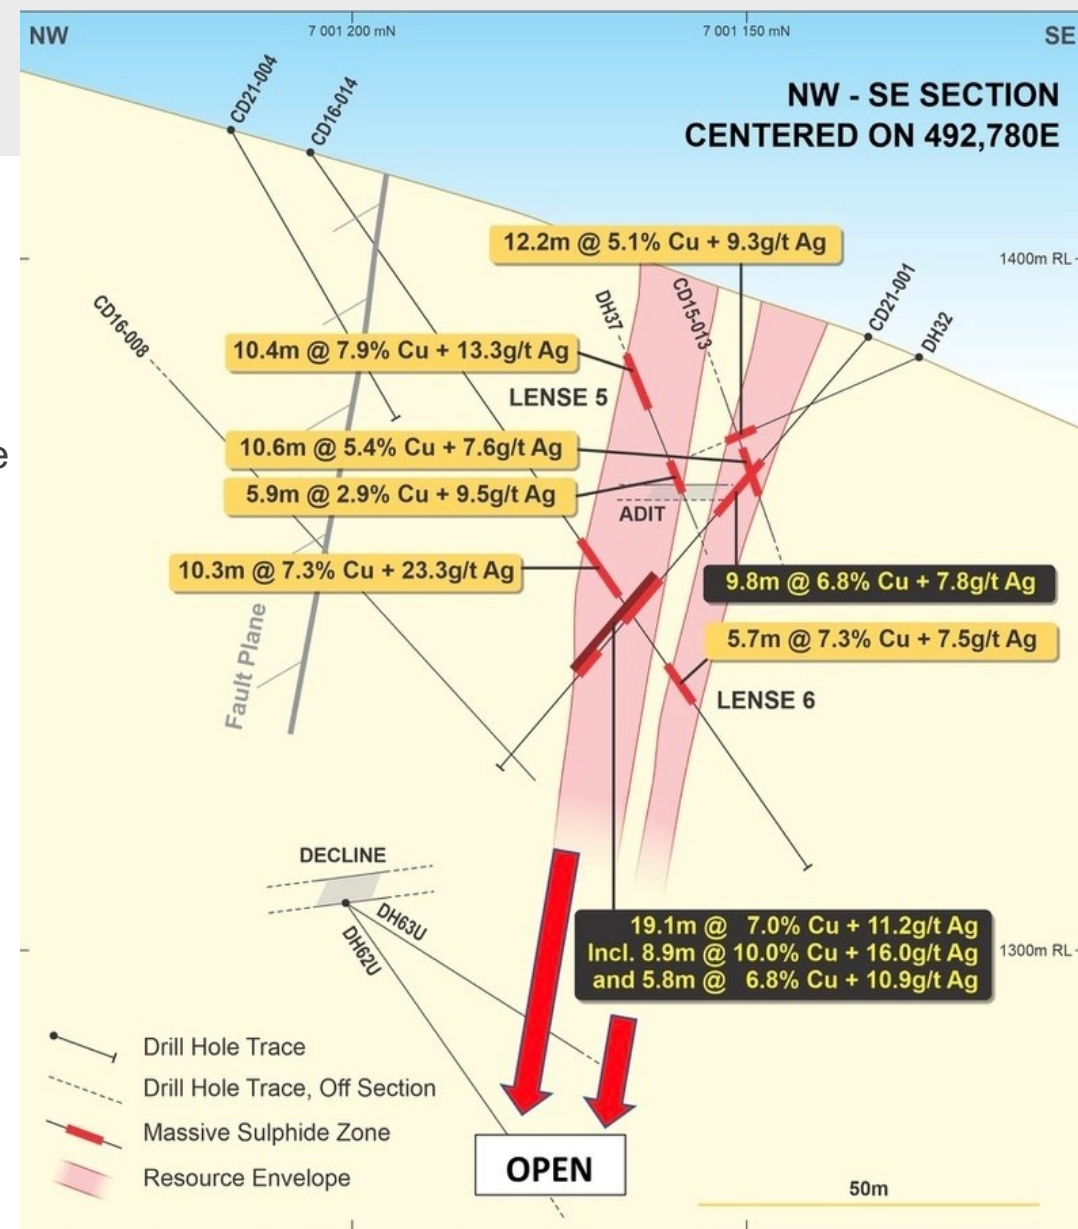 NW
7 001 200 mN
7 001 150 mN
SE
NW - SE SECTION
CENTERED ON 492,780E
CD21-004
CD16-014
12.2m @ 5.1% Cu + 9.3g/t Ag
1400m RL
CD16-008
DH37
CD15-013
CD21-001
DH32
10.4m @ 7.9% Cu + 13.3g/t Ag
LENSE 5
e
10.6m @ 5.4% Cu + 7.6g/t Ag
5.9m @ 2.9% Cu + 9.5g/t Ag
ADIT
10.3m @ 7.3% Cu + 23.3g/t Ag
9.8m @ 6.8% Cu + 7.8g/t Ag
5.7m @ 7.3% Cu + 7.5g/t Ag
Fault Plane
LENSE 6
DECLINE
DH63U
DH62U
19.1m @ 7.0% Cu + 11.2g/t Ag
Incl. 8.9m @ 10.0% Cu + 16.0g/t Ag
and 5.8m @ 6.8% Cu + 10.9g/t Ag
1300m RL
Drill Hole Trace
Drill Hole Trace, Off Section
Massive Sulphide Zone
Resource Envelope
OPEN
50m